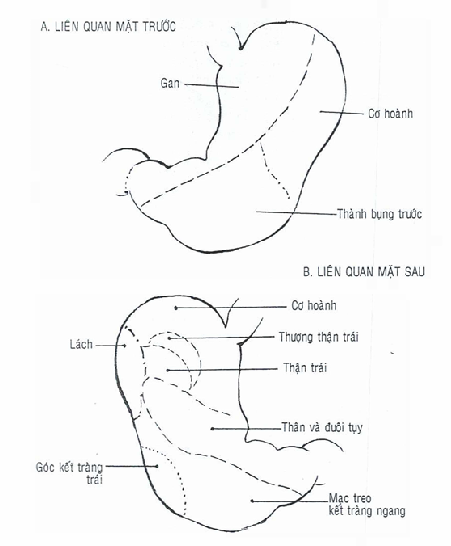 A. LIÊN QUAN MẶT TRƯỚC
Gan
Cơ hoành
Thành bụng trước
B. LIÊN QUAN MẶT SAU
Cơ hoành
Thượng thận trái
Lách
Thận trái
Thân và đuôi tụy
Góc kết tràng
trái
Mạc treo
kết tràng ngang